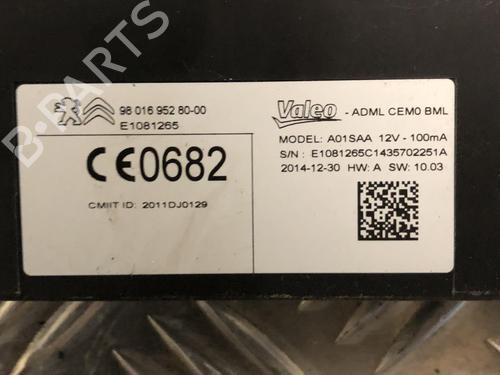 98 016 952 80-00
E1081265
CE0682
CMIIT ID: 2011DJ0129
Valeo - ADML CEM0 BML
MODEL: A01SAA 12V - 100mA
S/N : E1081265C1435702251A
2014-12-30 HW: A SW: 10.03
B-PARTS